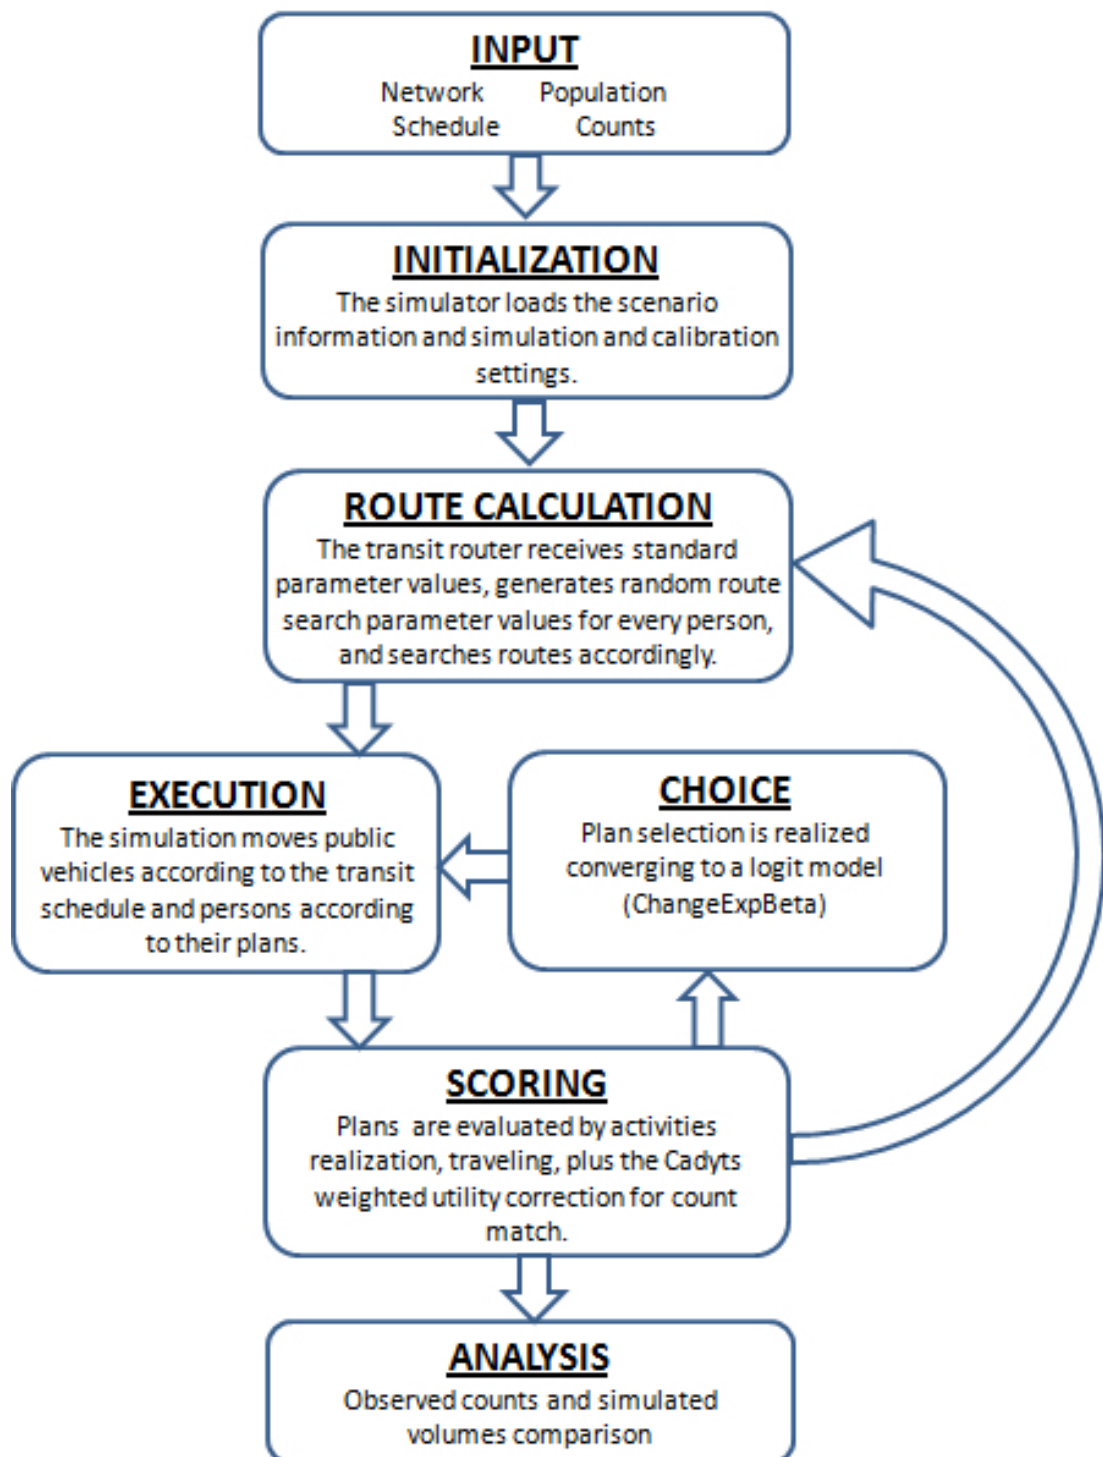 INPUT
Network Population
Schedule Counts
INITIALIZATION
The simulator loads the scenario
information and simulation and calibration
settings.
ROUTE CALCULATION
The transit router receives standard
parameter values, generates random route
search parameter values for every person,
and searches routes accordingly.
EXECUTION
The simulation moves public
vehicles according to the transit
schedule and persons according
to their plans.
CHOICE
Plan selection is realized
converging to a logit model
(ChangeExpBeta)
SCORING
Plans are evaluated by activities
realization, traveling, plus the Cadyts
weighted utility correction for count
match.
ANALYSIS
Observed counts and simulated
volumes comparison